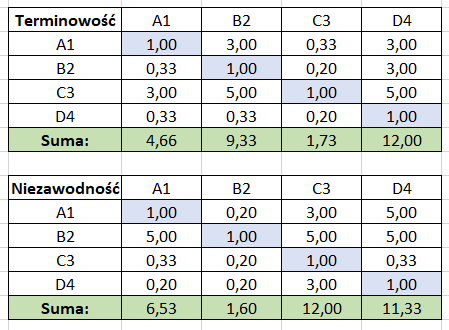 Terminowość A1 B2 C3 D4
A1 1,00 3,00 0,33 3,00
B2 0,33 1,00 0,20 3,00
C3 3,00 5,00 1,00 5,00
D4 0,33 0,33 0,20 1,00
Suma: 4,66 9,33 1,73 12,00
Niezawodność A1 B2 C3 D4
A1 1,00 0,20 3,00 5,00
B2 5,00 1,00 5,00 5,00
C3 0,33 0,20 1,00 0,33
D4 0,20 0,20 3,00 1,00
Suma: 6,53 1,60 12,00 11,33